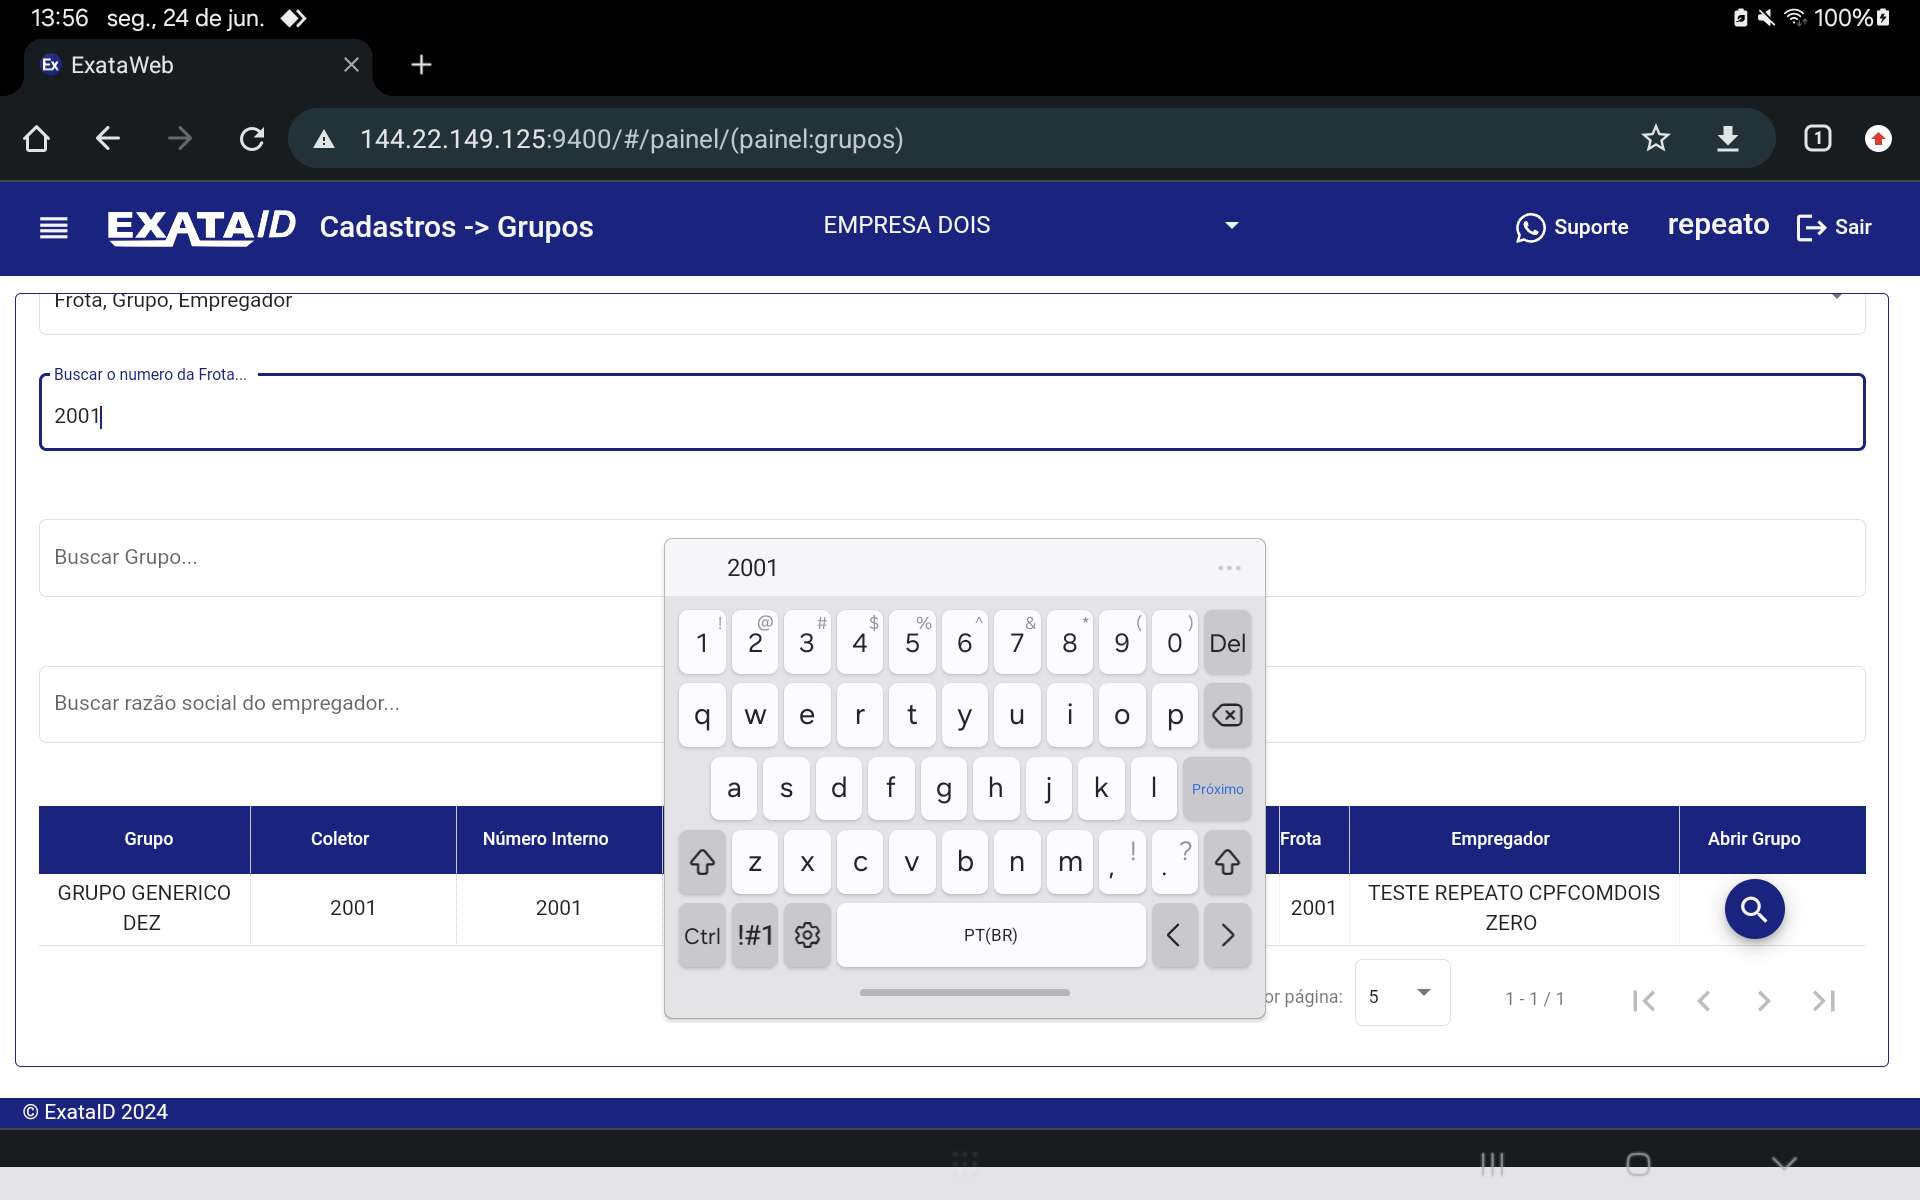 13:56 seg., 24 de jun. 100%
Ex ExataWeb
144.22.149.125:9400/#/painel/(painel:grupos) 1
EXATA/ID Cadastros -> Grupos EMPRESA DOIS Suporte repeato Sair
Frota, Grupo, Empregador
Buscar o numero da Frota...
2001
Buscar Grupo...
Buscar razão social do empregador...
Grupo Coletor Número Interno Frota Empregador Abrir Grupo
GRUPO GENERICO DEZ 2001 2001 2001 TESTE REPEATO CPFCOMDOIS ZERO
or página: 5 1 - 1 / 1
2001 ...
! @ # $ % ^ & * ( )
1 2 3 4 5 6 7 8 9 0 Del
q w e r t y u i o p
a s d f g h j k l Próximo
z x c v b n m , ! . ?
Ctrl !#1 PT(BR) < >
© ExataID 2024